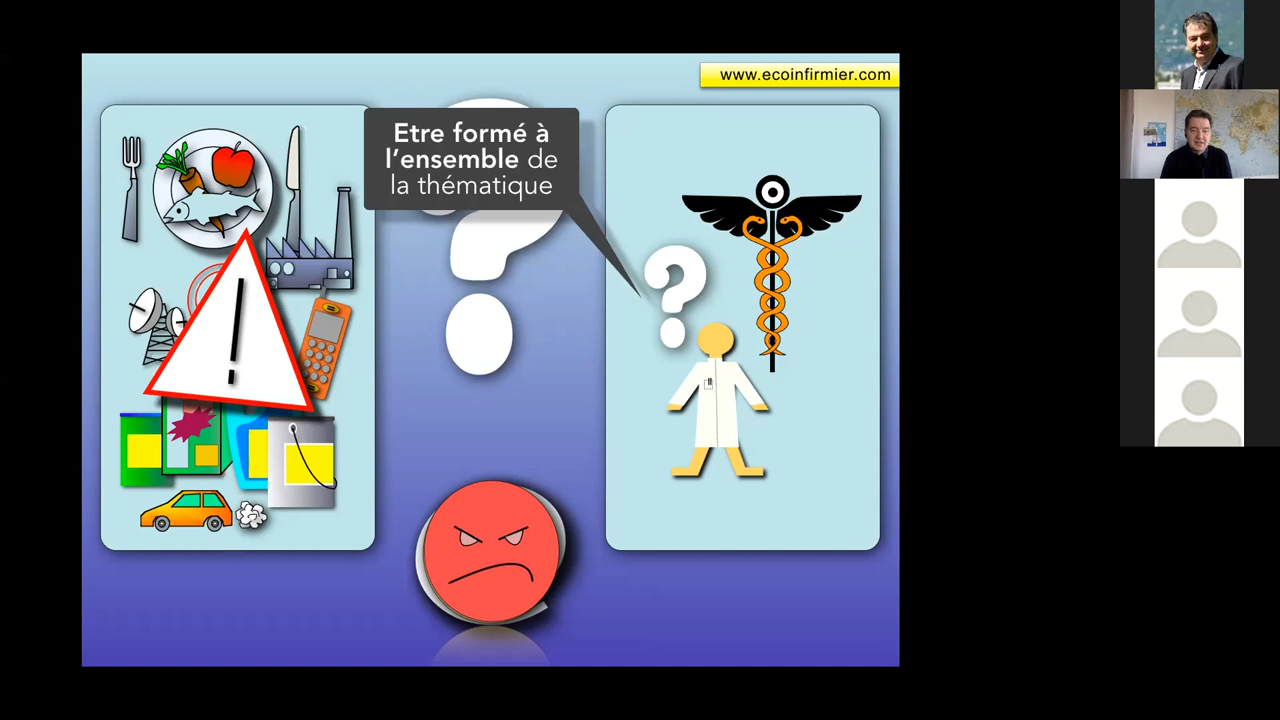 www.ecoinfirmier.com
Etre formé à
l’ensemble de
la thématique